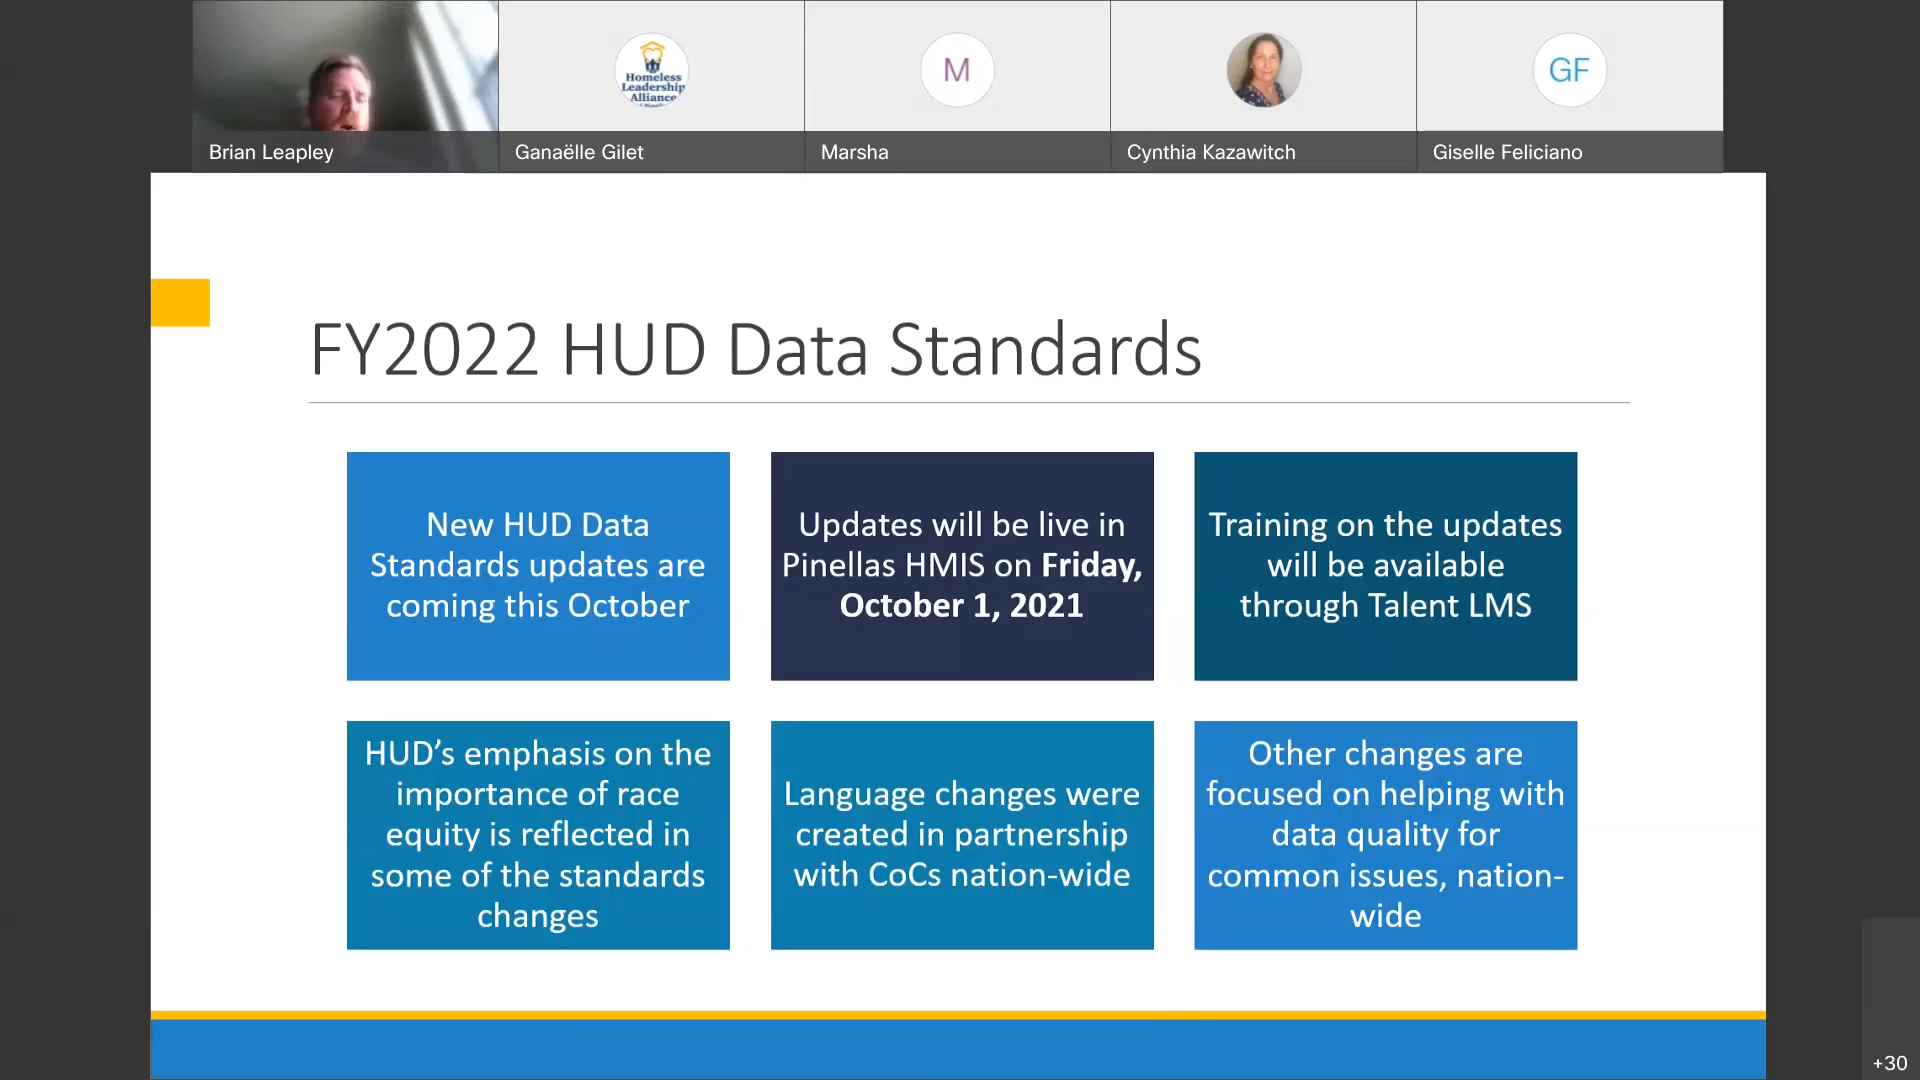 Homeless
Leadership
Alliance
M
GF
Brian Leapley
Ganaëlle Gilet
Marsha
Cynthia Kazawitch
Giselle Feliciano
FY2022 HUD Data Standards
New HUD Data
Standards updates are
coming this October
Updates will be live in
Pinellas HMIS on Friday,
October 1, 2021
Training on the updates
will be available
through Talent LMS
HUD’s emphasis on the
importance of race
equity is reflected in
some of the standards
changes
Language changes were
created in partnership
with CoCs nation-wide
Other changes are
focused on helping with
data quality for
common issues, nation-
wide
+30